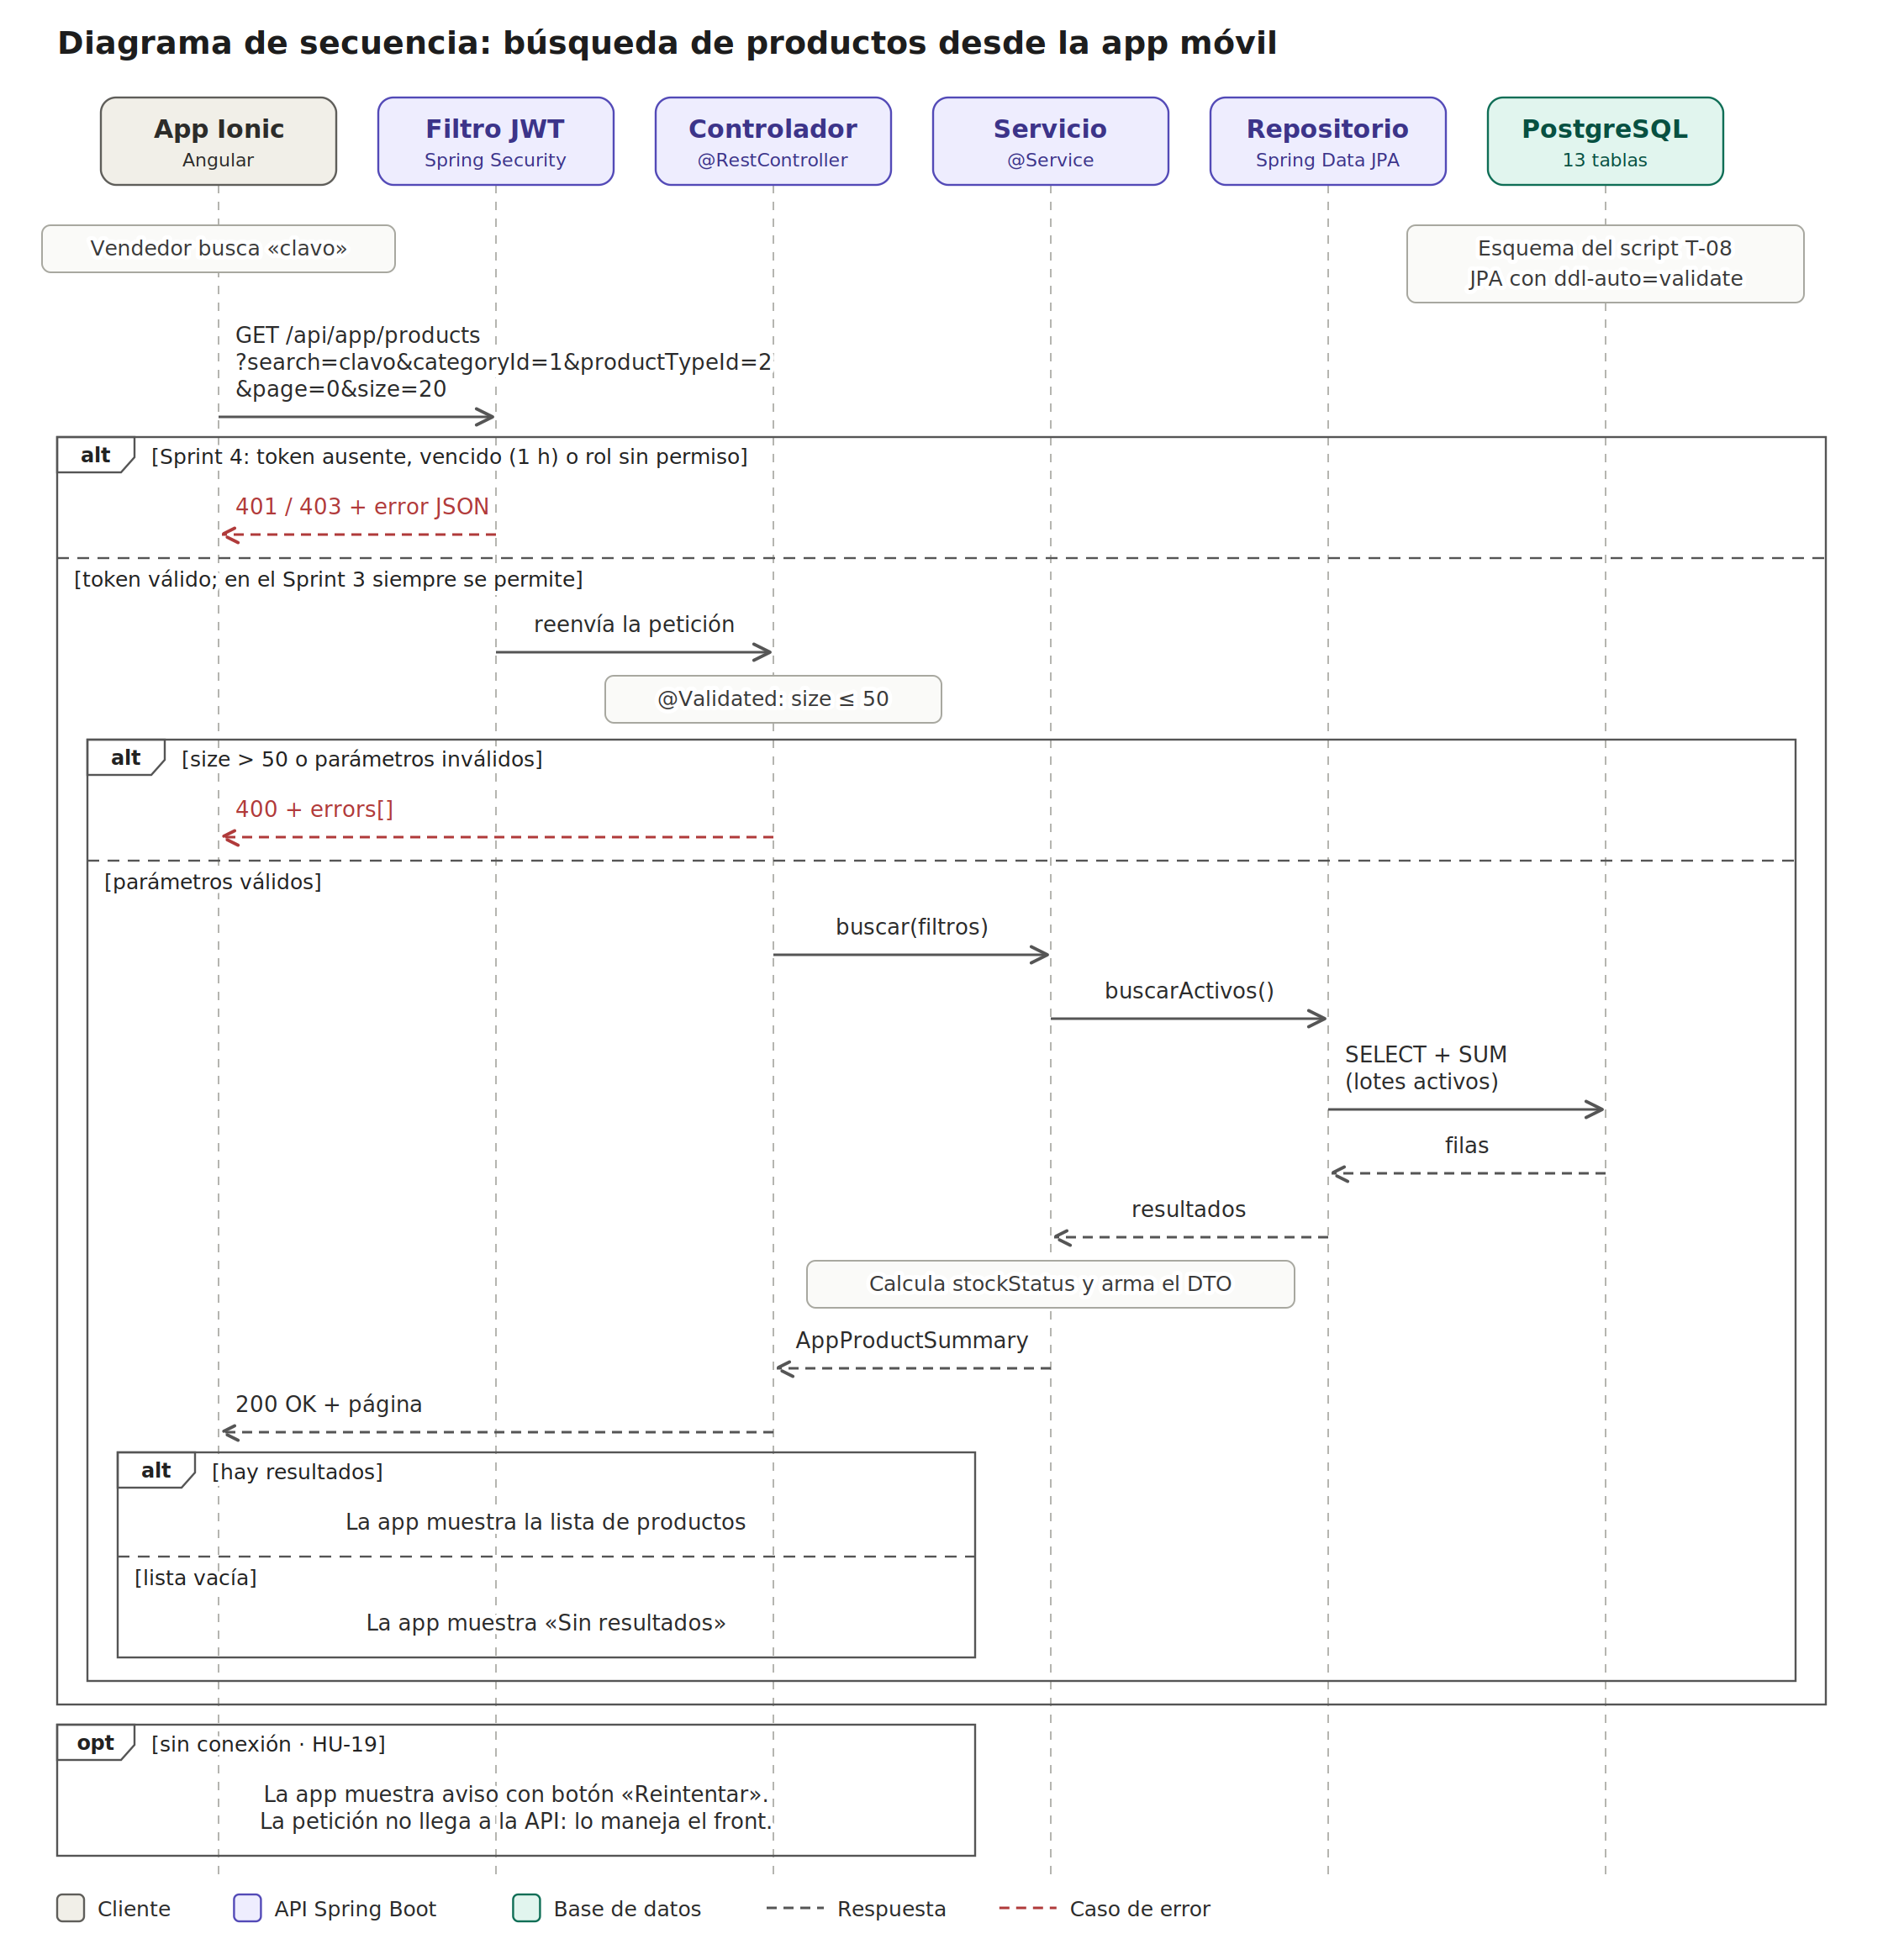 Diagrama de secuencia: búsqueda de productos desde la app móvil
App Ionic
Angular
Filtro JWT
Spring Security
Controlador
@RestController
Servicio
@Service
Repositorio
Spring Data JPA
PostgreSQL
13 tablas
Vendedor busca «clavo»
Esquema del script T-08
JPA con ddl-auto=validate
GET /api/app/products
?search=clavo&categoryId=1&productTypeId=2
&page=0&size=20
alt
[Sprint 4: token ausente, vencido (1 h) o rol sin permiso]
401 / 403 + error JSON
[token válido; en el Sprint 3 siempre se permite]
reenvía la petición
@Validated: size ≤ 50
alt
[size > 50 o parámetros inválidos]
400 + errors[]
[parámetros válidos]
buscar(filtros)
buscarActivos()
SELECT + SUM
(lotes activos)
filas
resultados
Calcula stockStatus y arma el DTO
AppProductSummary
200 OK + página
alt
[hay resultados]
La app muestra la lista de productos
[lista vacía]
La app muestra «Sin resultados»
opt
[sin conexión · HU-19]
La app muestra aviso con botón «Reintentar».
La petición no llega a la API: lo maneja el front.
Cliente
API Spring Boot
Base de datos
Respuesta
Caso de error